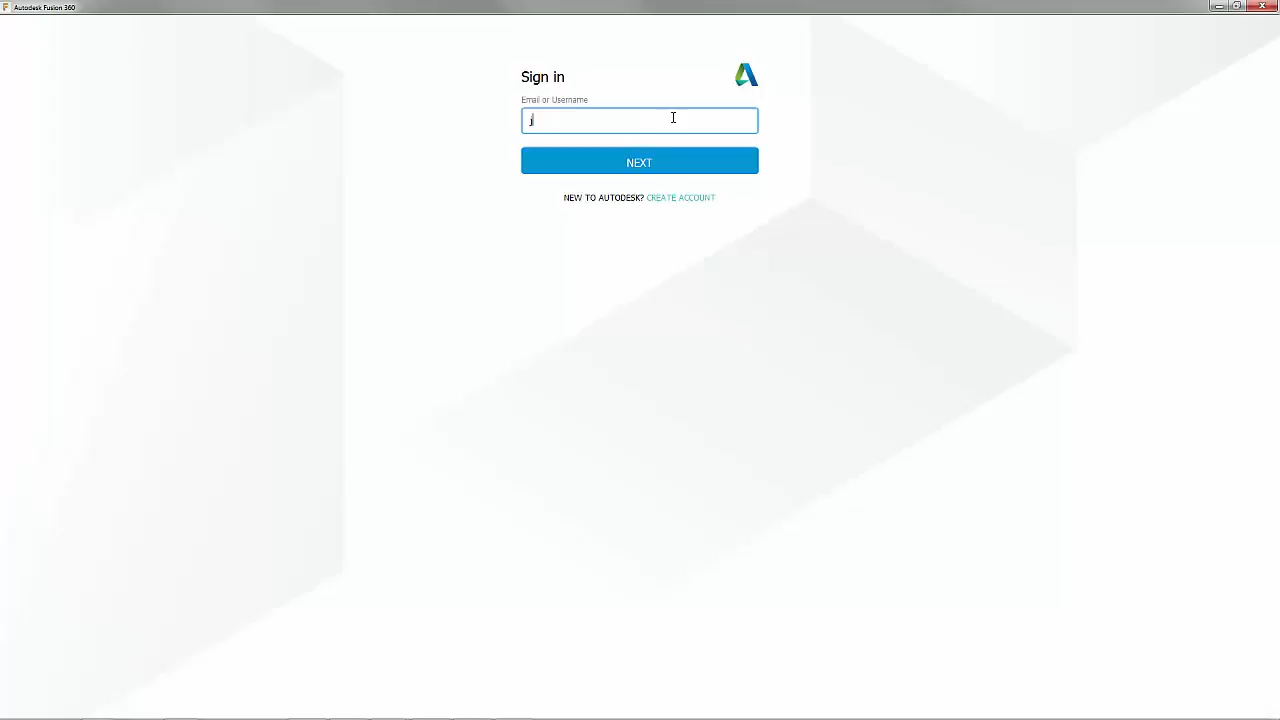 Autodesk Fusion 360
Sign in
Email or Username
j
NEXT
NEW TO AUTODESK? CREATE ACCOUNT